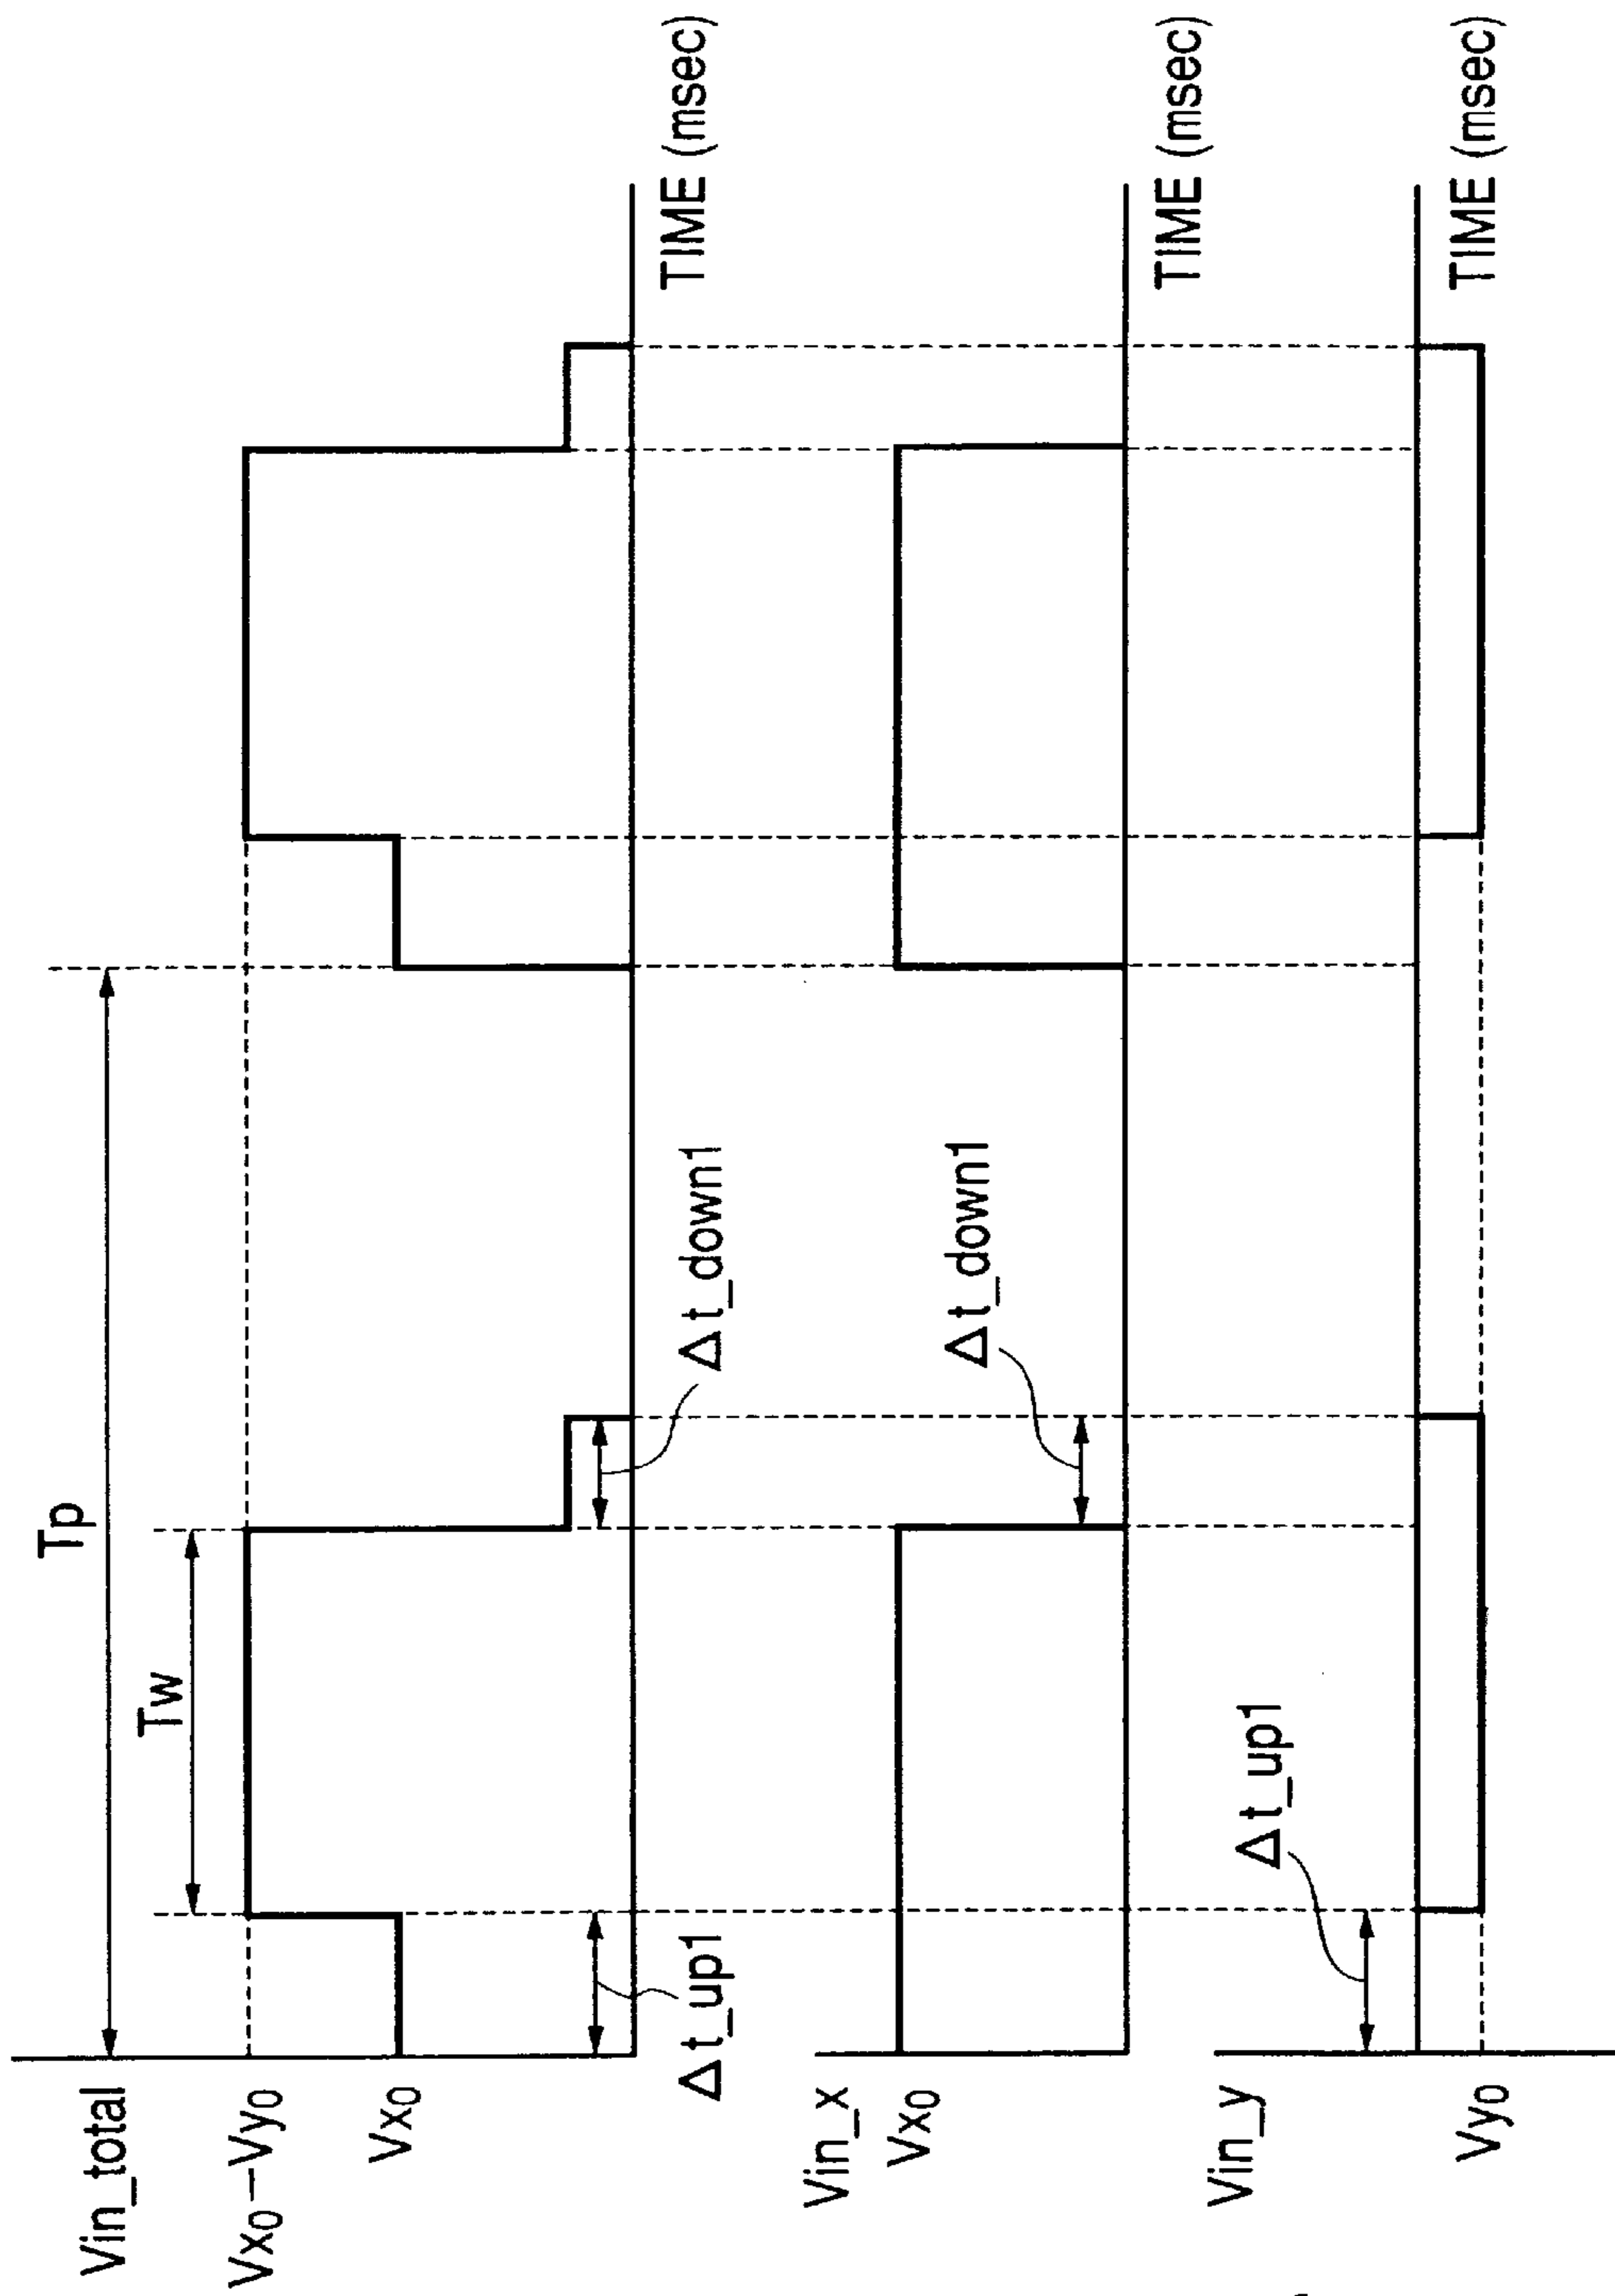 Vin_total
Tp
Tw
Vx0−Vy0
Vx0
Δt_up1
Δt_down1
TIME (msec)
Vin_x
Vx0
Δt_down1
TIME (msec)
Vin_y
Δt_up1
Vy0
TIME (msec)